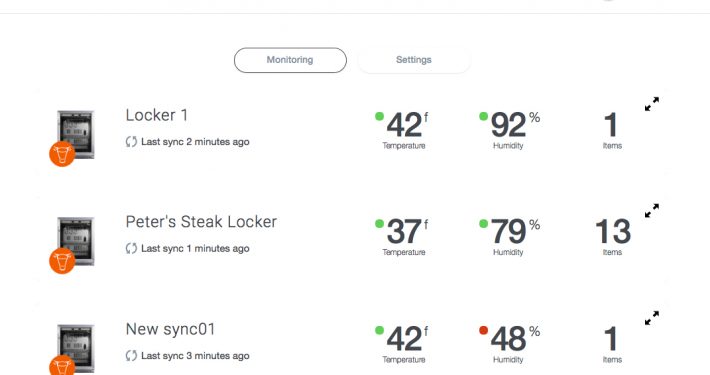 Monitoring Settings
Locker 1
Last sync 2 minutes ago
42 f
Temperature
92 %
Humidity
1
Items
Peter's Steak Locker
Last sync 1 minutes ago
37 f
Temperature
79 %
Humidity
13
Items
New sync01
Last sync 3 minutes ago
42 f
Temperature
48 %
Humidity
1
Items